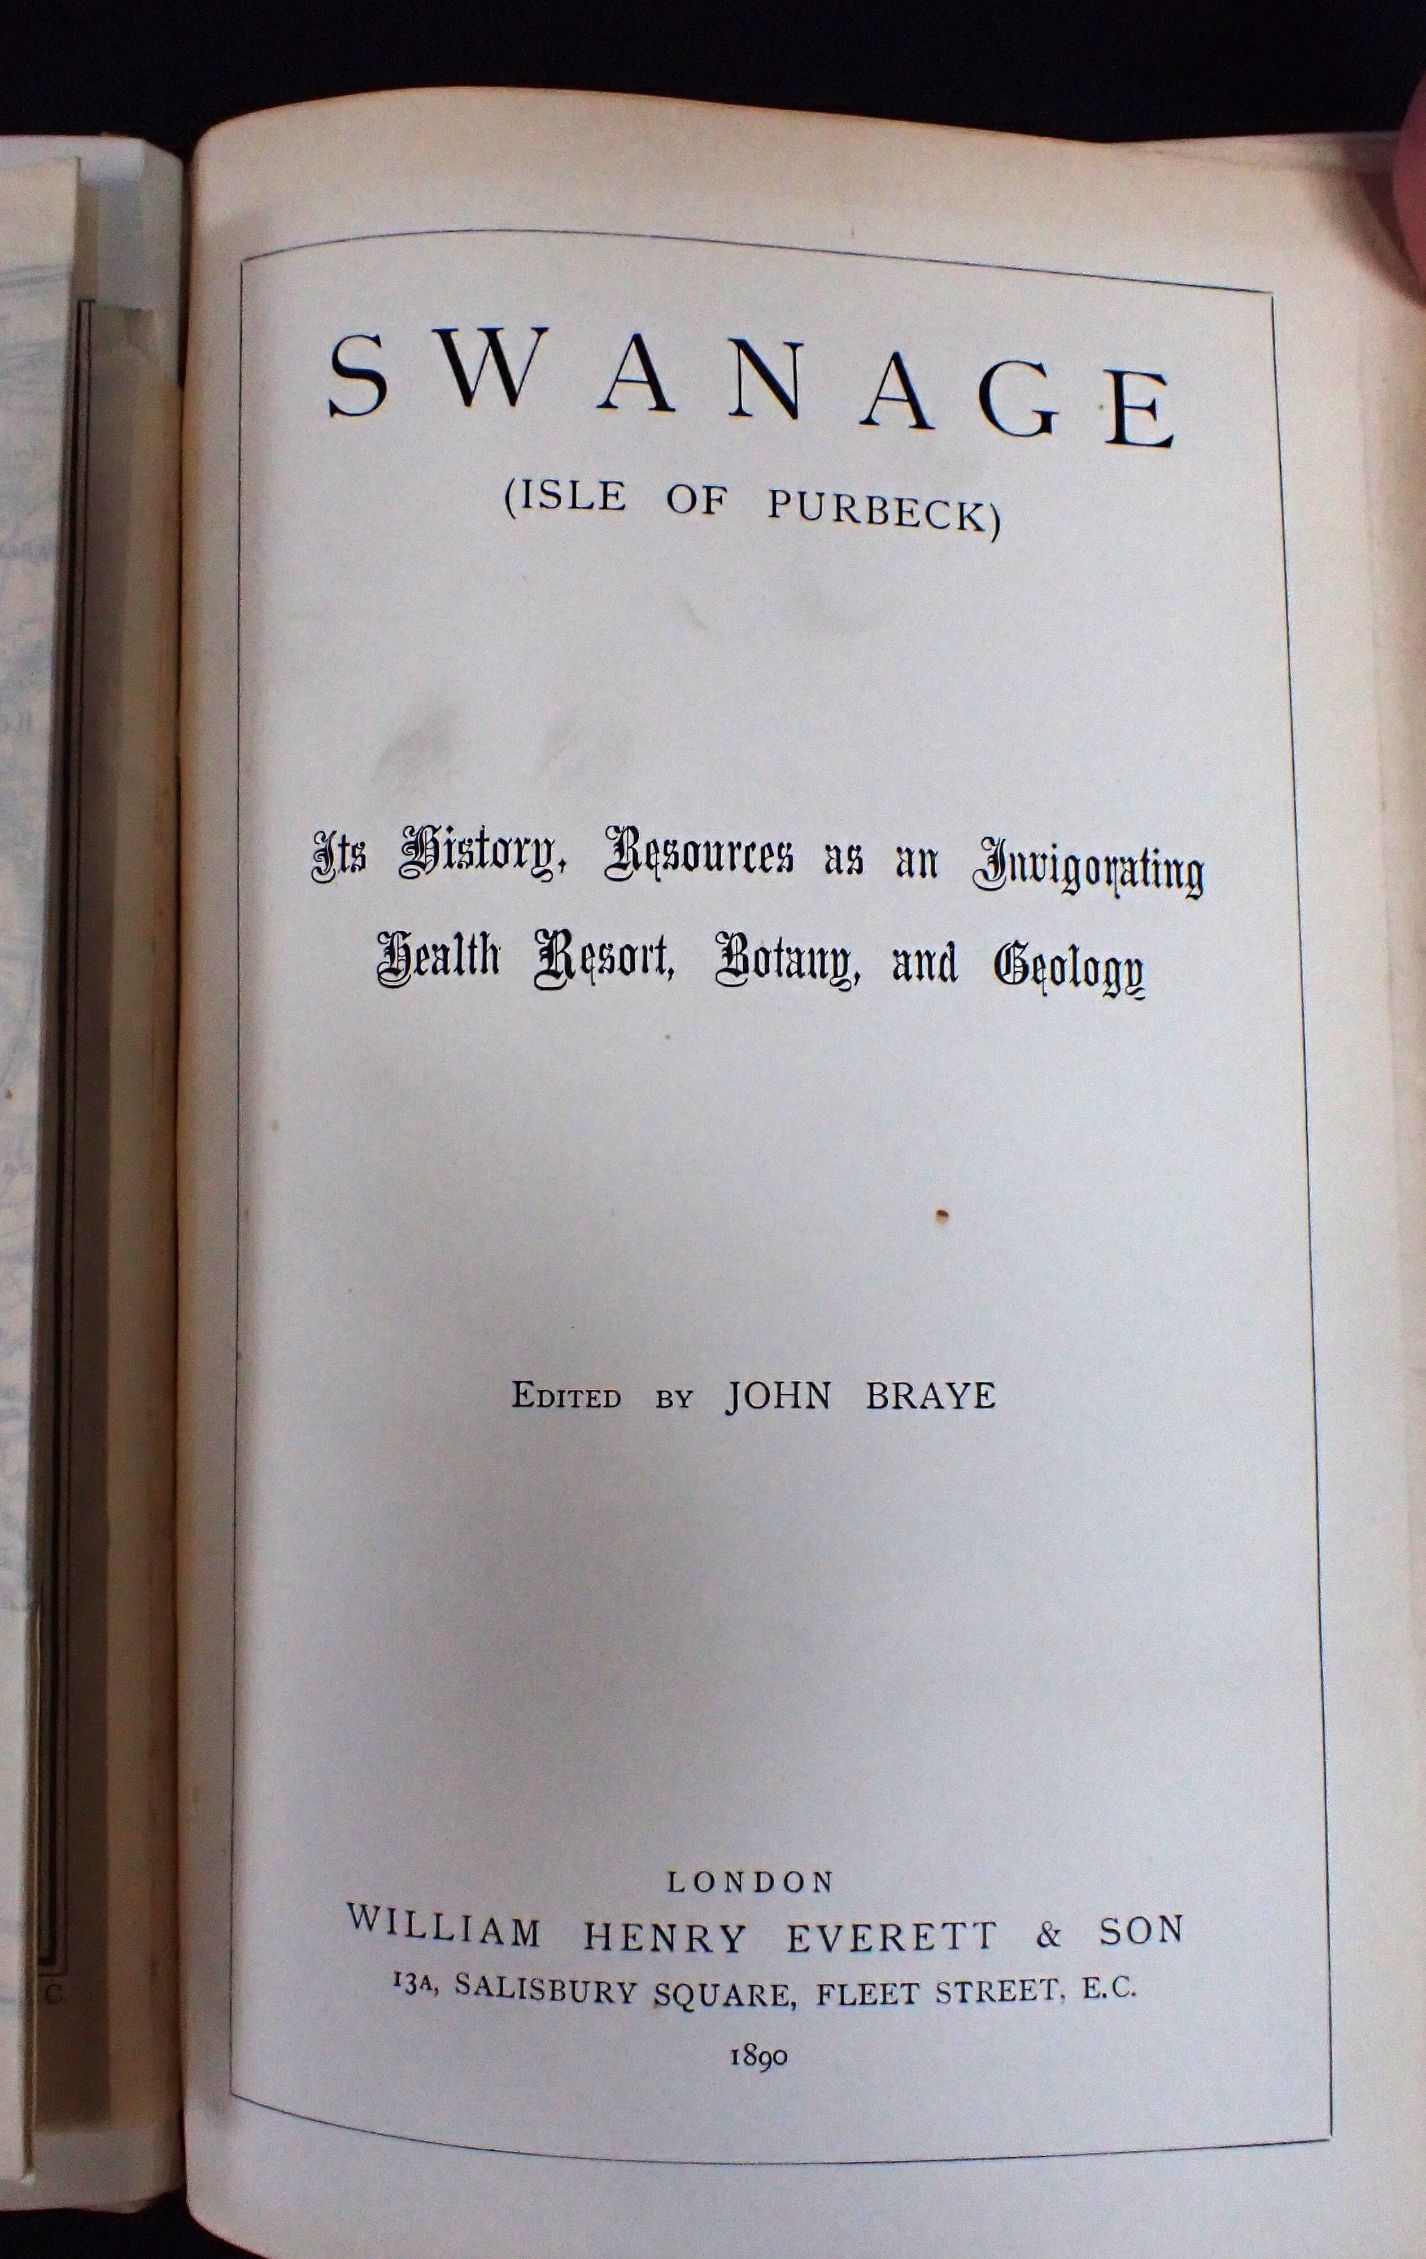 SWANAGE
(ISLE OF PURBECK)
Its History, Resources as an Invigorating
Health Resort, Botany, and Geology
EDITED BY JOHN BRAYE
LONDON
WILLIAM HENRY EVERETT & SON
13A, SALISBURY SQUARE, FLEET STREET, E.C.
1890